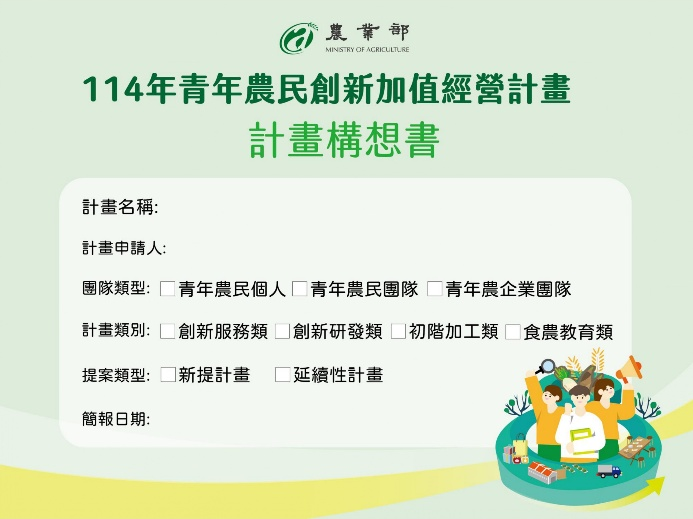 農業部
MINISTRY OF AGRICULTURE
114年青年農民創新加值經營計畫
計畫構想書
計畫名稱:
計畫申請人:
團隊類型: □青年農民個人 □青年農民團隊 □青年農企業團隊
計畫類別: □創新服務類 □創新研發類 □初階加工類 □食農教育類
提案類型: □新提計畫 □延續性計畫
簡報日期: